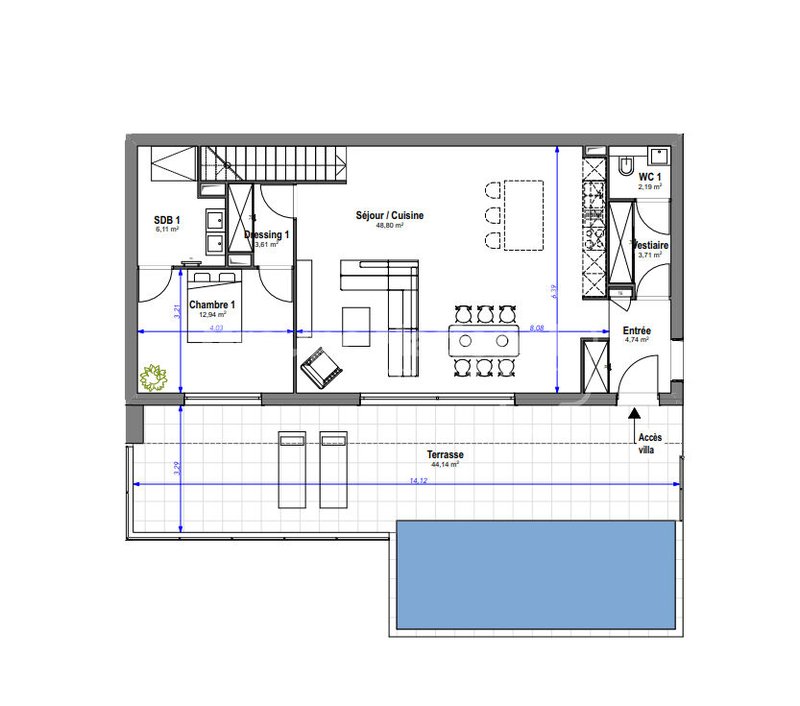 WC 1
2,19 m²
SDB 1
6,11 m²
Séjour / Cuisine
48,80 m²
Dressing 1
3,61 m²
Vestiaire
3,71 m²
Chambre 1
12,94 m²
3,21
4,03
6,39
8,08
Entrée
4,74 m²
Accès
villa
Terrasse
44,14 m²
3,29
14,12